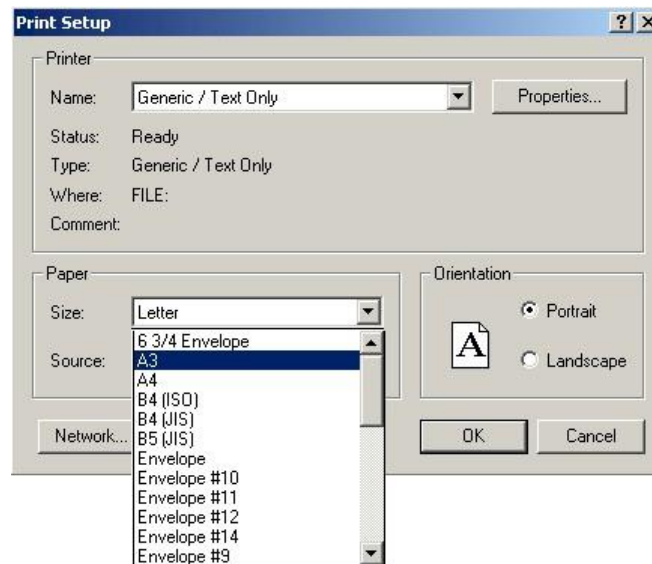 Print Setup
Printer
Name: Generic / Text Only Properties...
Status: Ready
Type: Generic / Text Only
Where: FILE:
Comment:
Paper
Size: Letter
Source:
6 3/4 Envelope
A3
A4
B4 (ISO)
B4 (JIS)
B5 (JIS)
Envelope
Envelope #10
Envelope #11
Envelope #12
Envelope #14
Envelope #9
Orientation
A
Portrait
Landscape
Network...
OK
Cancel